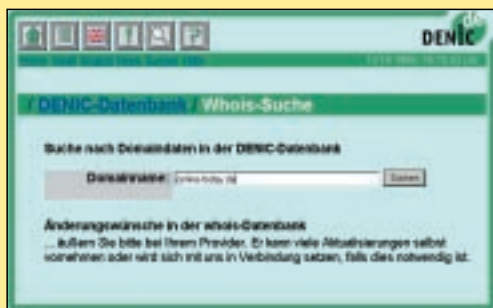 DENIC
/ DENIC-Datenbank / Whois-Suche
Suche nach Domaindaten in der DENIC-Datenbank
Domainname: Suchen
Änderungswünsche in der whois-Datenbank
... äußern Sie bitte bei Ihrem Provider. Er kann viele Aktualisierungen selbst
vornehmen oder wird sich mit uns in Verbindung setzen, falls dies notwendig ist.